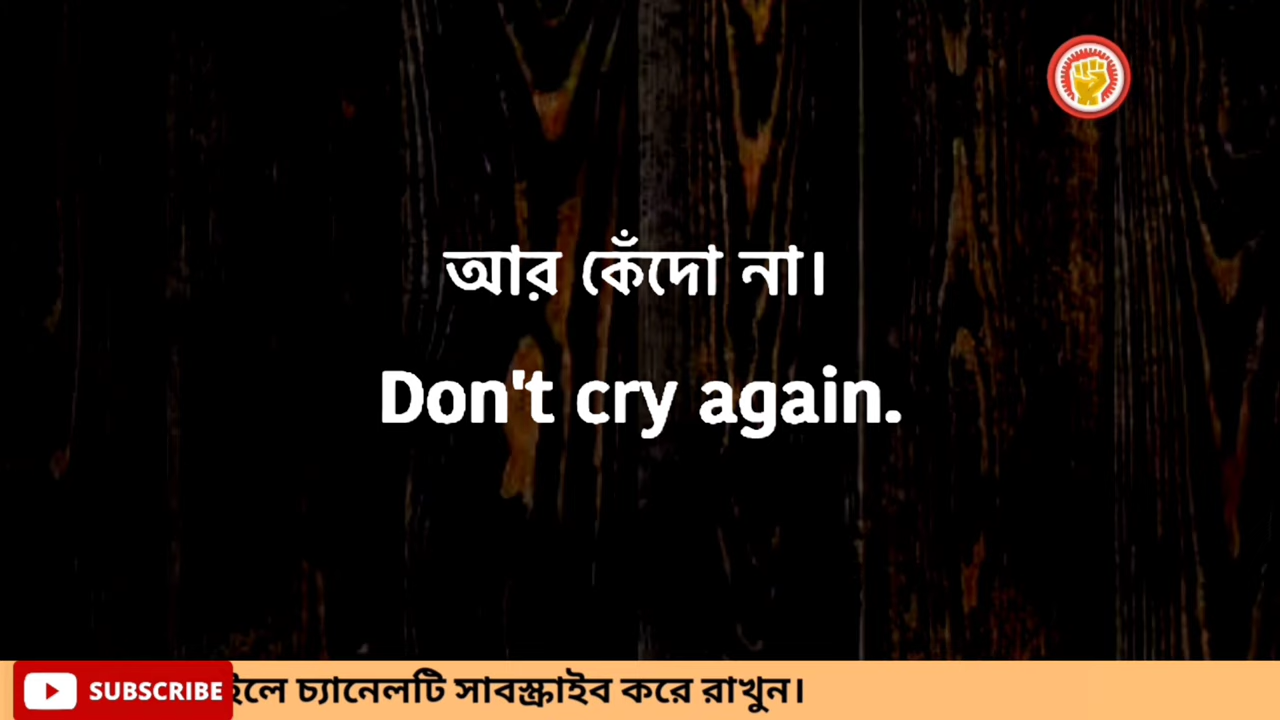 আর কেঁদো না।
Don't cry again.
SUBSCRIBE চ্যানেলটি সাবস্ক্রাইব করে রাখুন।